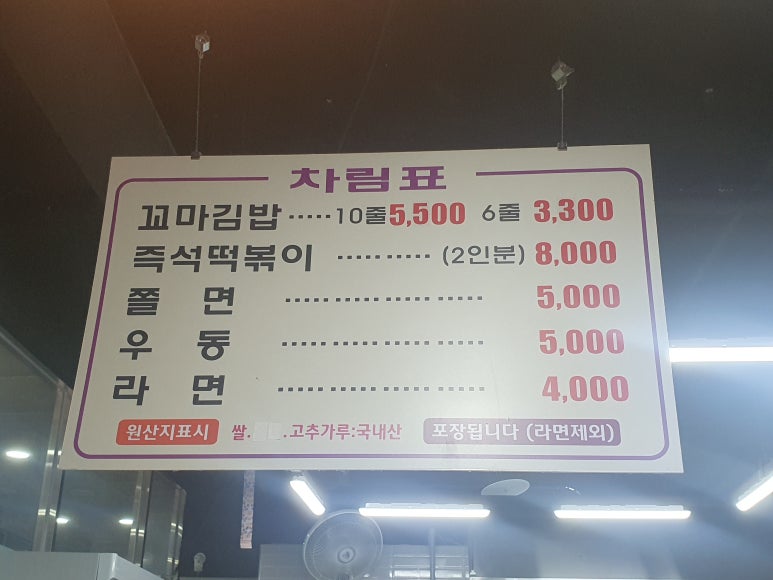 차림표
꼬마김밥 ..... 10줄 5,500 6줄 3,300
즉석떡볶이 .......... (2인분) 8,000
쫄 면 .................... 5,000
우 동 .................... 5,000
라 면 .................... 4,000
원산지표시 쌀. .고추가루:국내산 포장됩니다 (라면제외)